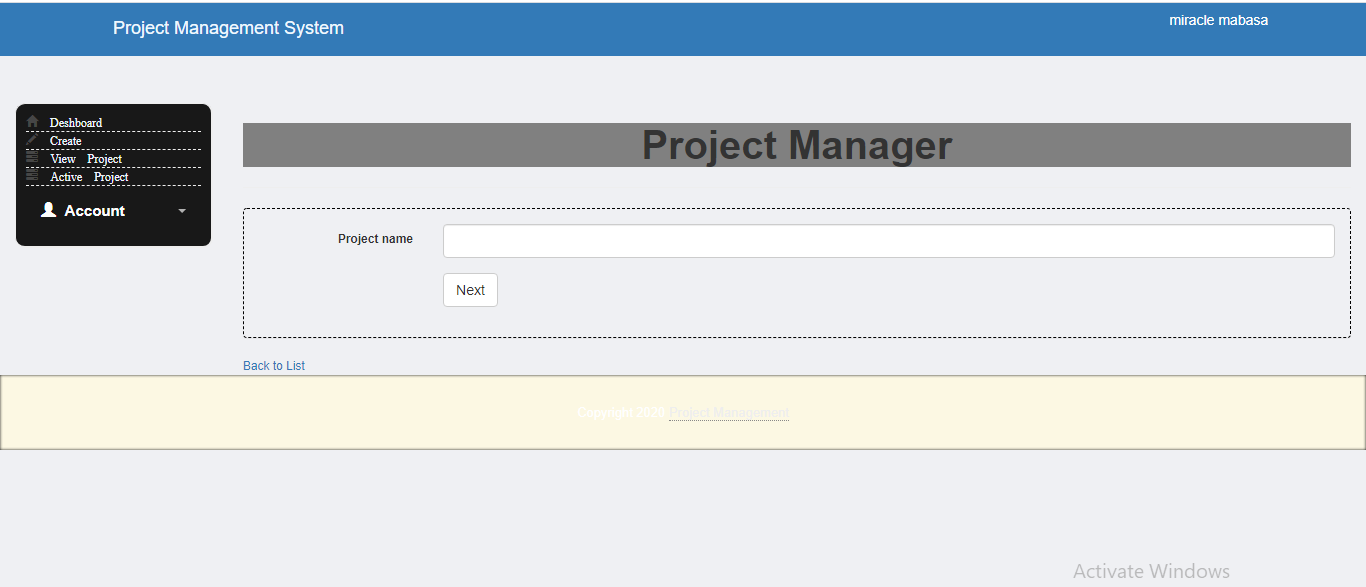 Project Management System
miracle mabasa
Deshboard
Create
View Project
Active Project
Account
Project Manager
Project name
Next
Back to List
Copyright 2020 Project Management
Activate Windows